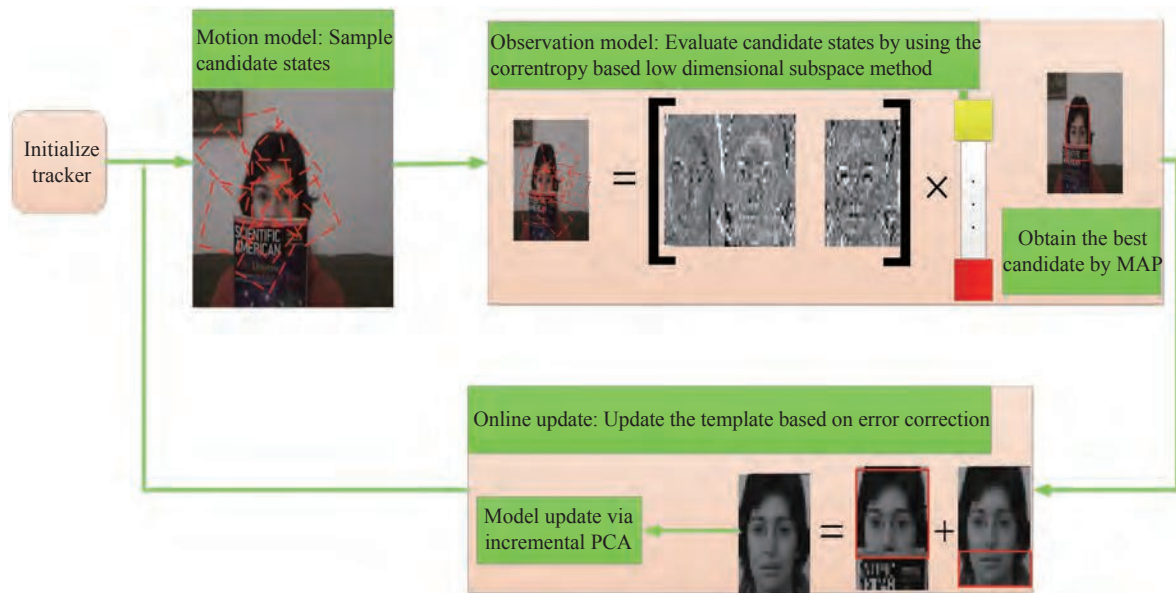 Initialize
tracker
Motion model: Sample
candidate states
SCIENTIFIC
AMERICAN
Observation model: Evaluate candidate states by using the
correntropy based low dimensional subspace method
=
×
Obtain the best
candidate by MAP
Online update: Update the template based on error correction
Model update via
incremental PCA
=
+